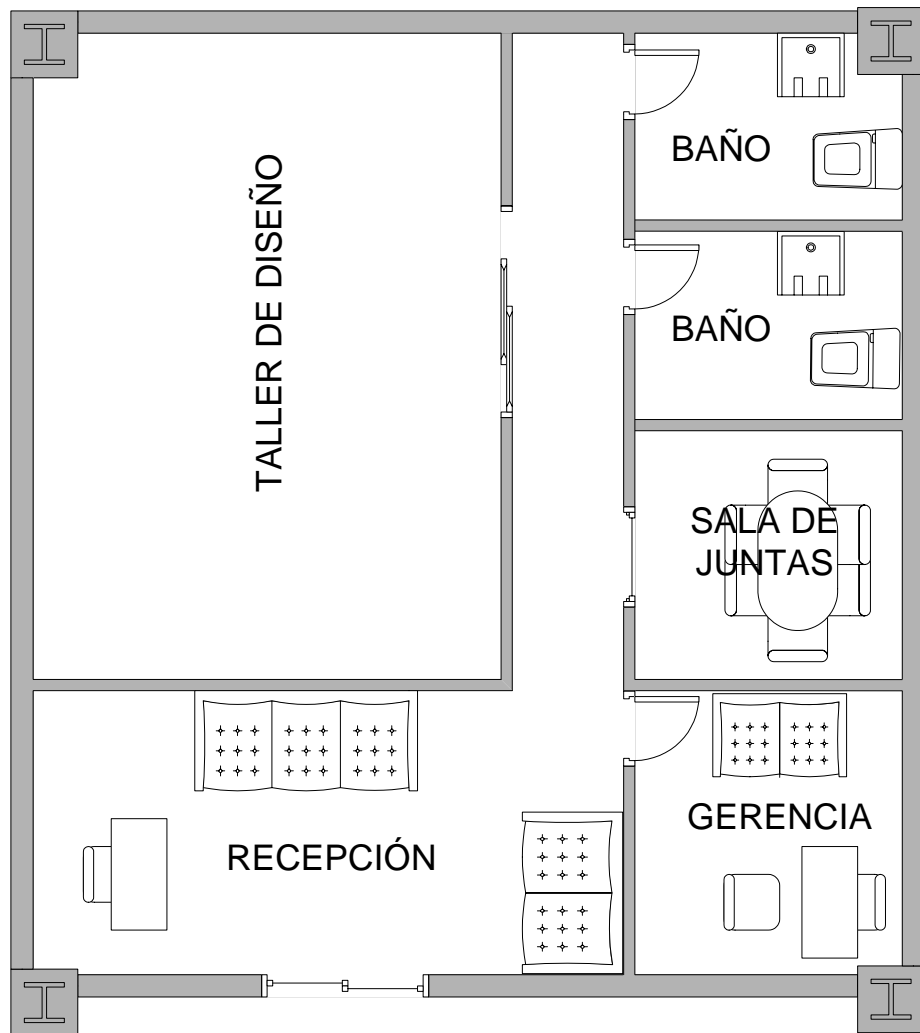 BAÑO
TALLER DE DISEÑO
BAÑO
SALA DE
JUNTAS
GERENCIA
RECEPCIÓN